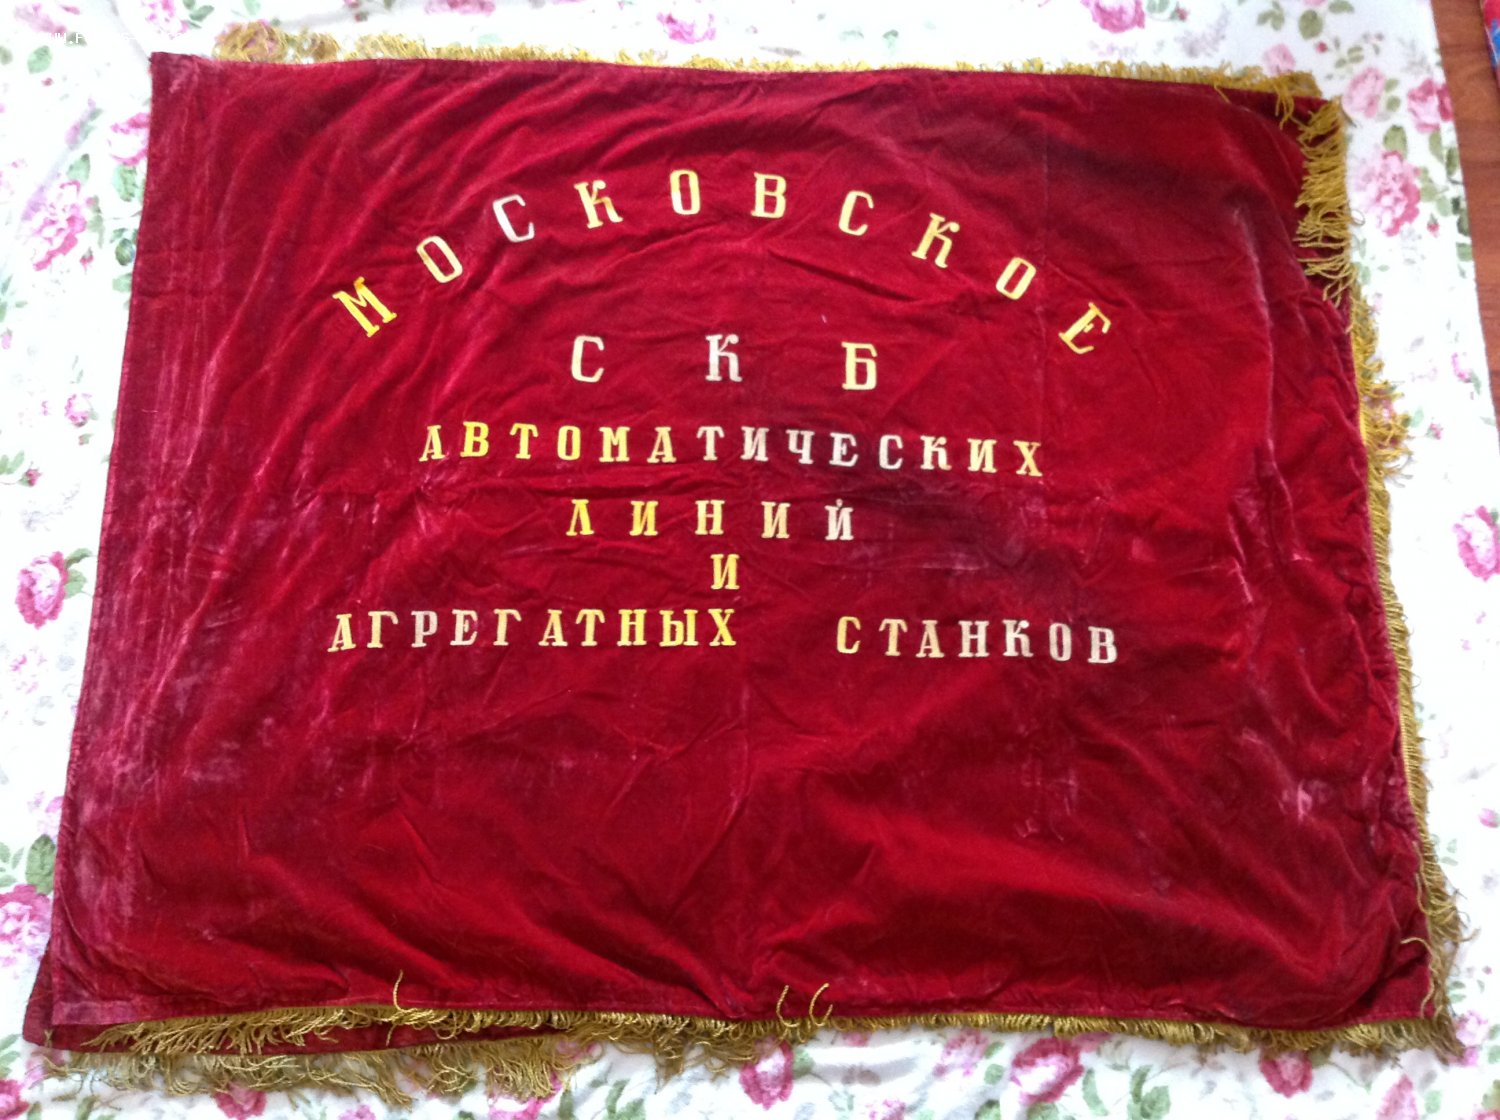 МОСКОВСКОЕ
СКБ
АВТОМАТИЧЕСКИХ
ЛИНИЙ
И
АГРЕГАТНЫХ СТАНКОВ